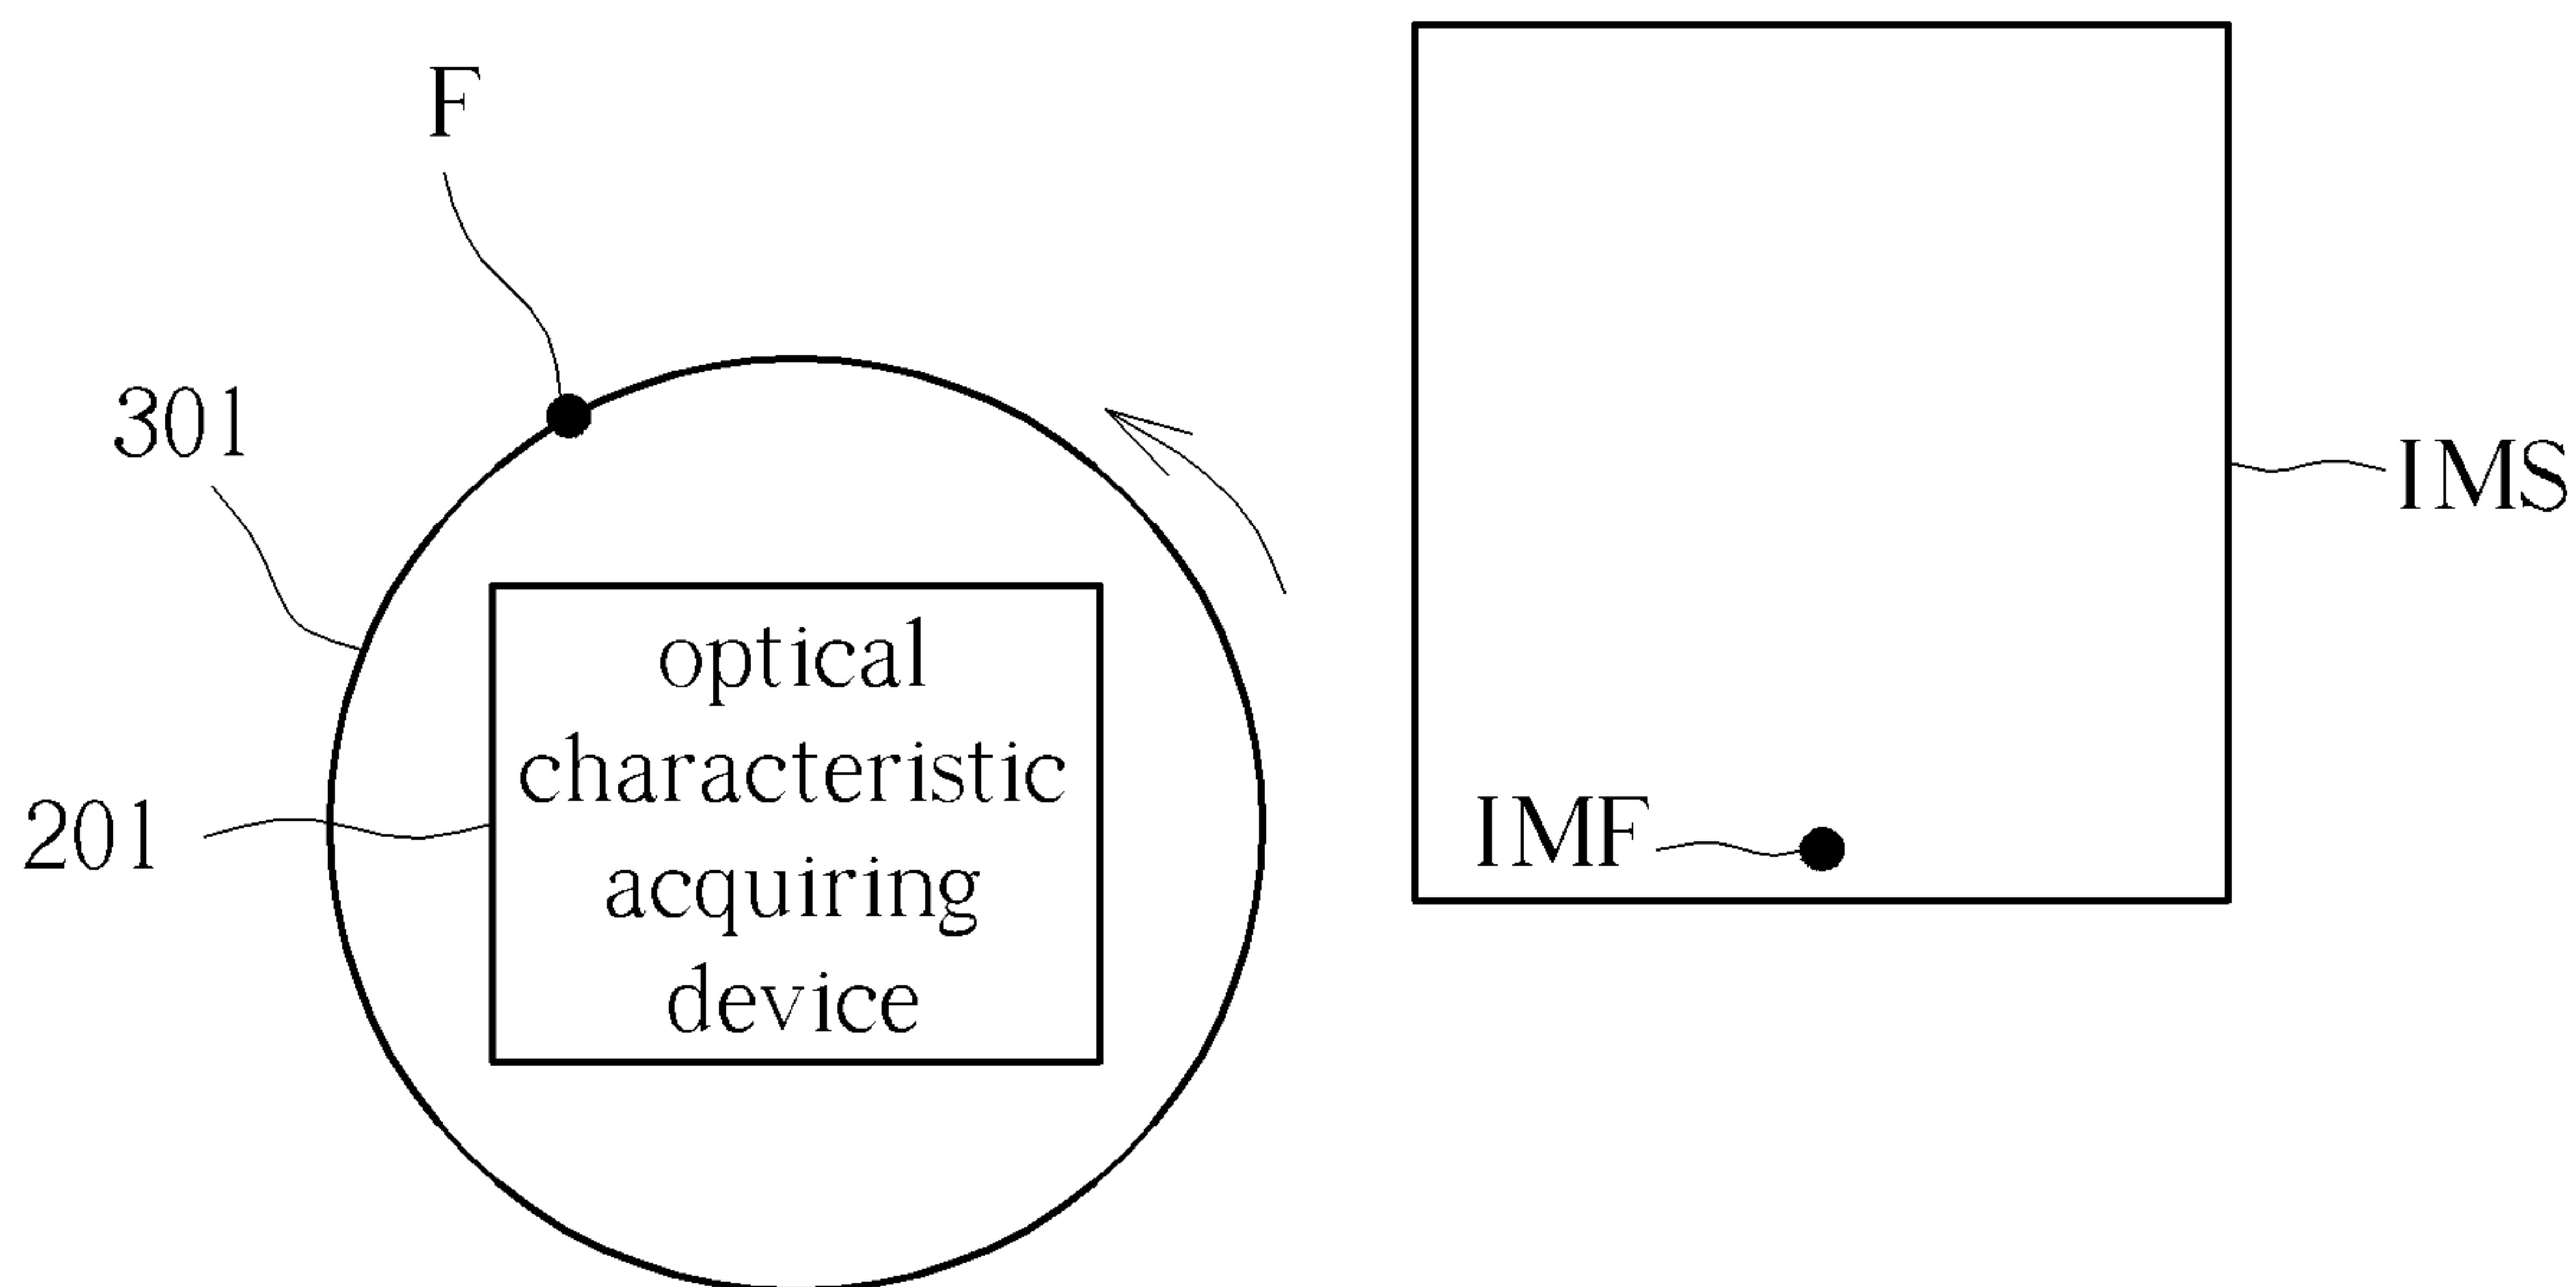 F
301
201
optical
characteristic
acquiring
device
IMS
IMF